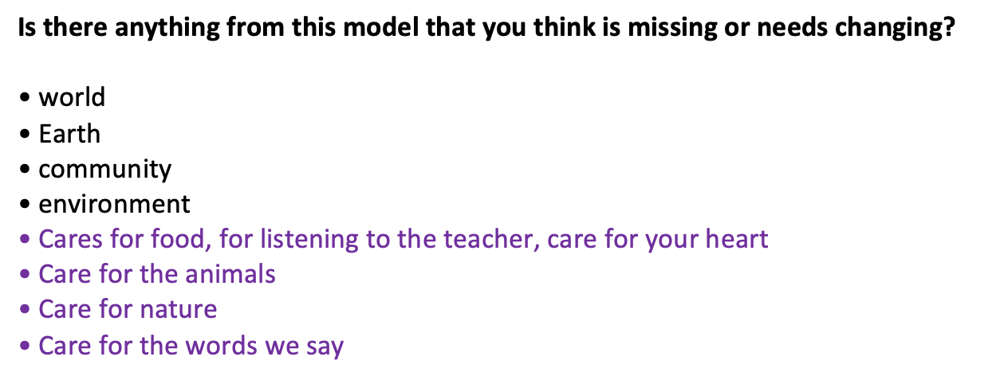 Is there anything from this model that you think is missing or needs changing?
• world
• Earth
• community
• environment
• Cares for food, for listening to the teacher, care for your heart
• Care for the animals
• Care for nature
• Care for the words we say